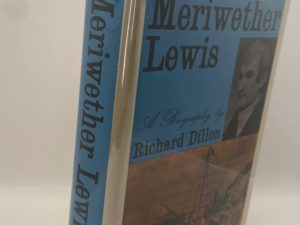 Meriwether
Lewis
A Biography by
Richard Dillon
Meriwether Lewi